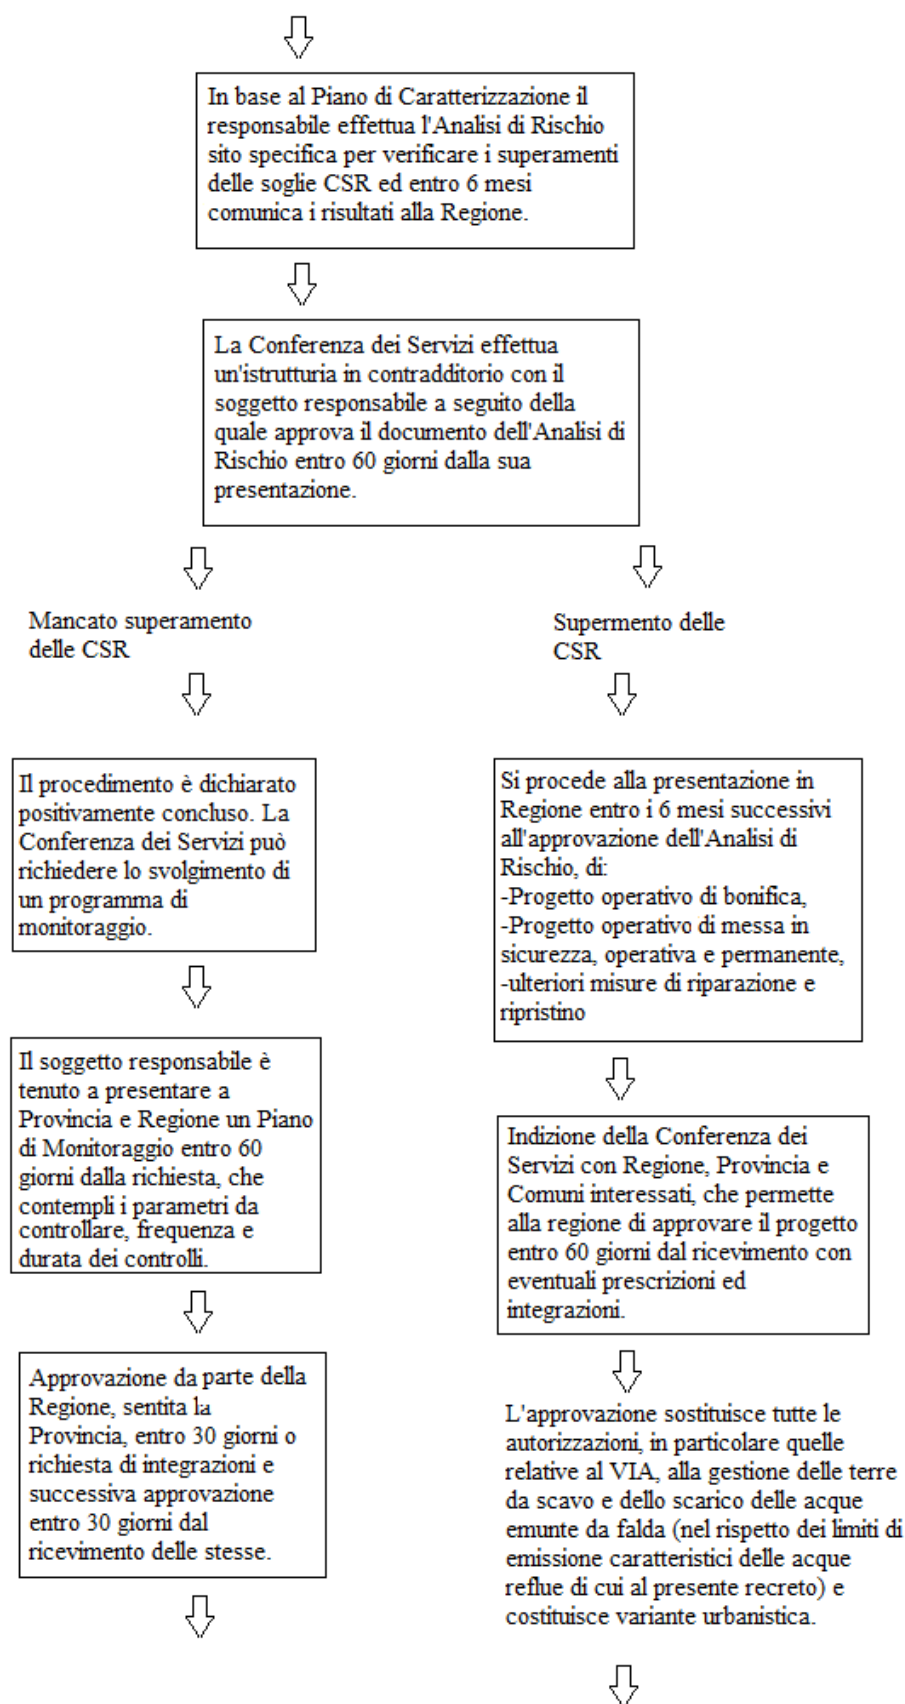 In base al Piano di Caratterizzazione il
responsabile effettua l'Analisi di Rischio
sito specifica per verificare i superamenti
delle soglie CSR ed entro 6 mesi
comunica i risultati alla Regione.
La Conferenza dei Servizi effettua
un'istrutturia in contradditorio con il
soggetto responsabile a seguito della
quale approva il documento dell'Analisi di
Rischio entro 60 giorni dalla sua
presentazione.
Mancato superamento
delle CSR
Il procedimento è dichiarato
positivamente concluso. La
Conferenza dei Servizi può
richiedere lo svolgimento di
un programma di
monitoraggio.
Il soggetto responsabile è
tenuto a presentare a
Provincia e Regione un Piano
di Monitoraggio entro 60
giorni dalla richiesta, che
contempli i parametri da
controllare, frequenza e
durata dei controlli.
Approvazione da parte della
Regione, sentita la
Provincia, entro 30 giorni o
richiesta di integrazioni e
successiva approvazione
entro 30 giorni dal
ricevimento delle stesse.
Supermento delle
CSR
Si procede alla presentazione in
Regione entro i 6 mesi successivi
all'approvazione dell'Analisi di
Rischio, di:
-Progetto operativo di bonifica,
-Progetto operativo di messa in
sicurezza, operativa e permanente,
-ulteriori misure di riparazione e
ripristino
Indizione della Conferenza dei
Servizi con Regione, Provincia e
Comuni interessati, che permette
alla regione di approvare il progetto
entro 60 giorni dal ricevimento con
eventuali prescrizioni ed
integrazioni.
L'approvazione sostituisce tutte le
autorizzazioni, in particolare quelle
relative al VIA, alla gestione delle terre
da scavo e dello scarico delle acque
emunte da falda (nel rispetto dei limiti di
emissione caratteristici delle acque
reflue di cui al presente recreto) e
costituisce variante urbanistica.